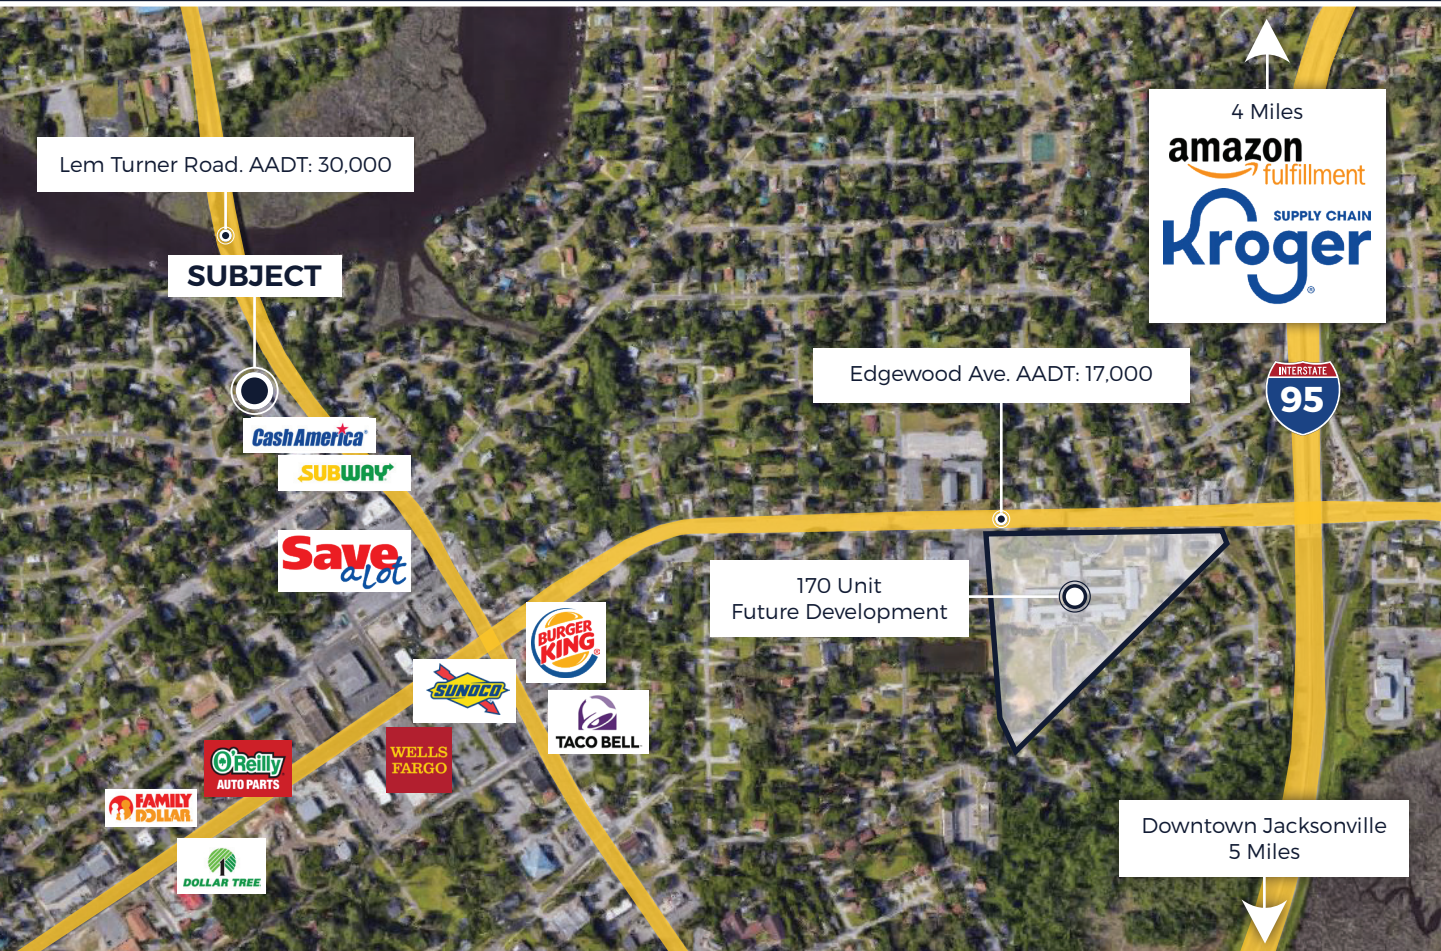 4 Miles
amazon
fulfillment
SUPPLY CHAIN
Kroger
Lem Turner Road. AADT: 30,000
SUBJECT
Edgewood Ave. AADT: 17,000
INTERSTATE
95
CashAmerica
SUBWAY
Save
a lot
170 Unit
Future Development
BURGER
KING
SUNOCO
TACO BELL
WELLS
FARGO
O'Reilly
AUTO PARTS
FAMILY
DOLLAR
DOLLAR TREE
Downtown Jacksonville
5 Miles